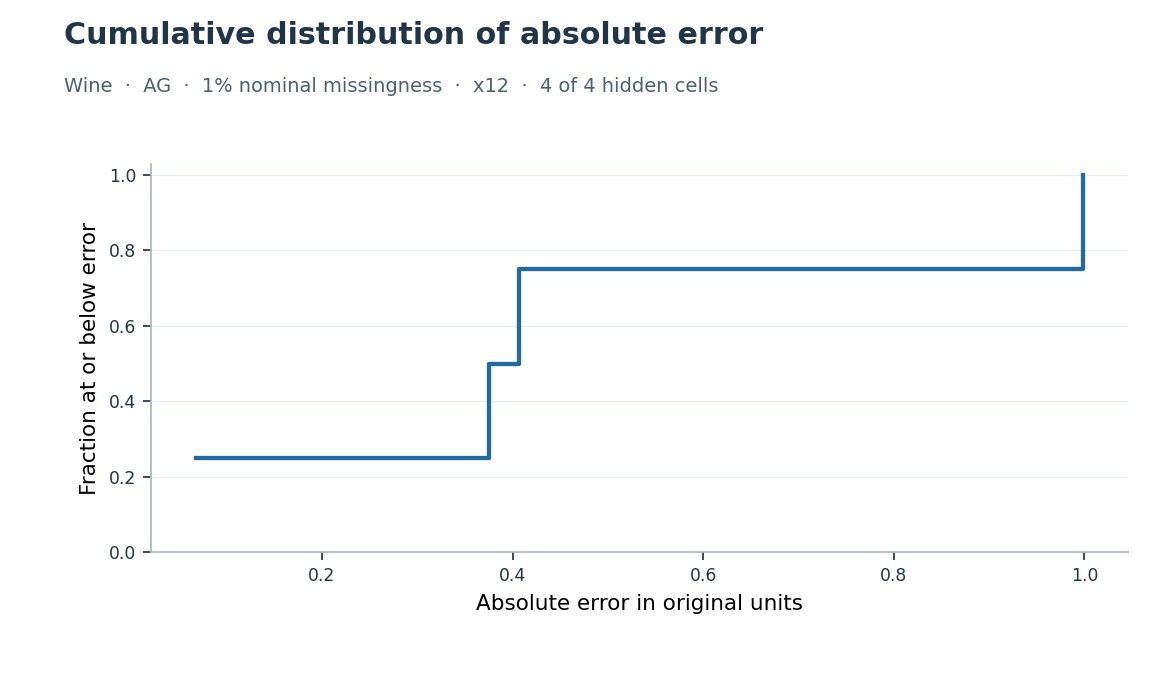 Cumulative distribution of absolute error
Wine · AG · 1% nominal missingness · x12 · 4 of 4 hidden cells
Fraction at or below error
1.0
0.8
0.6
0.4
0.2
0.0
0.2 0.4 0.6 0.8 1.0
Absolute error in original units